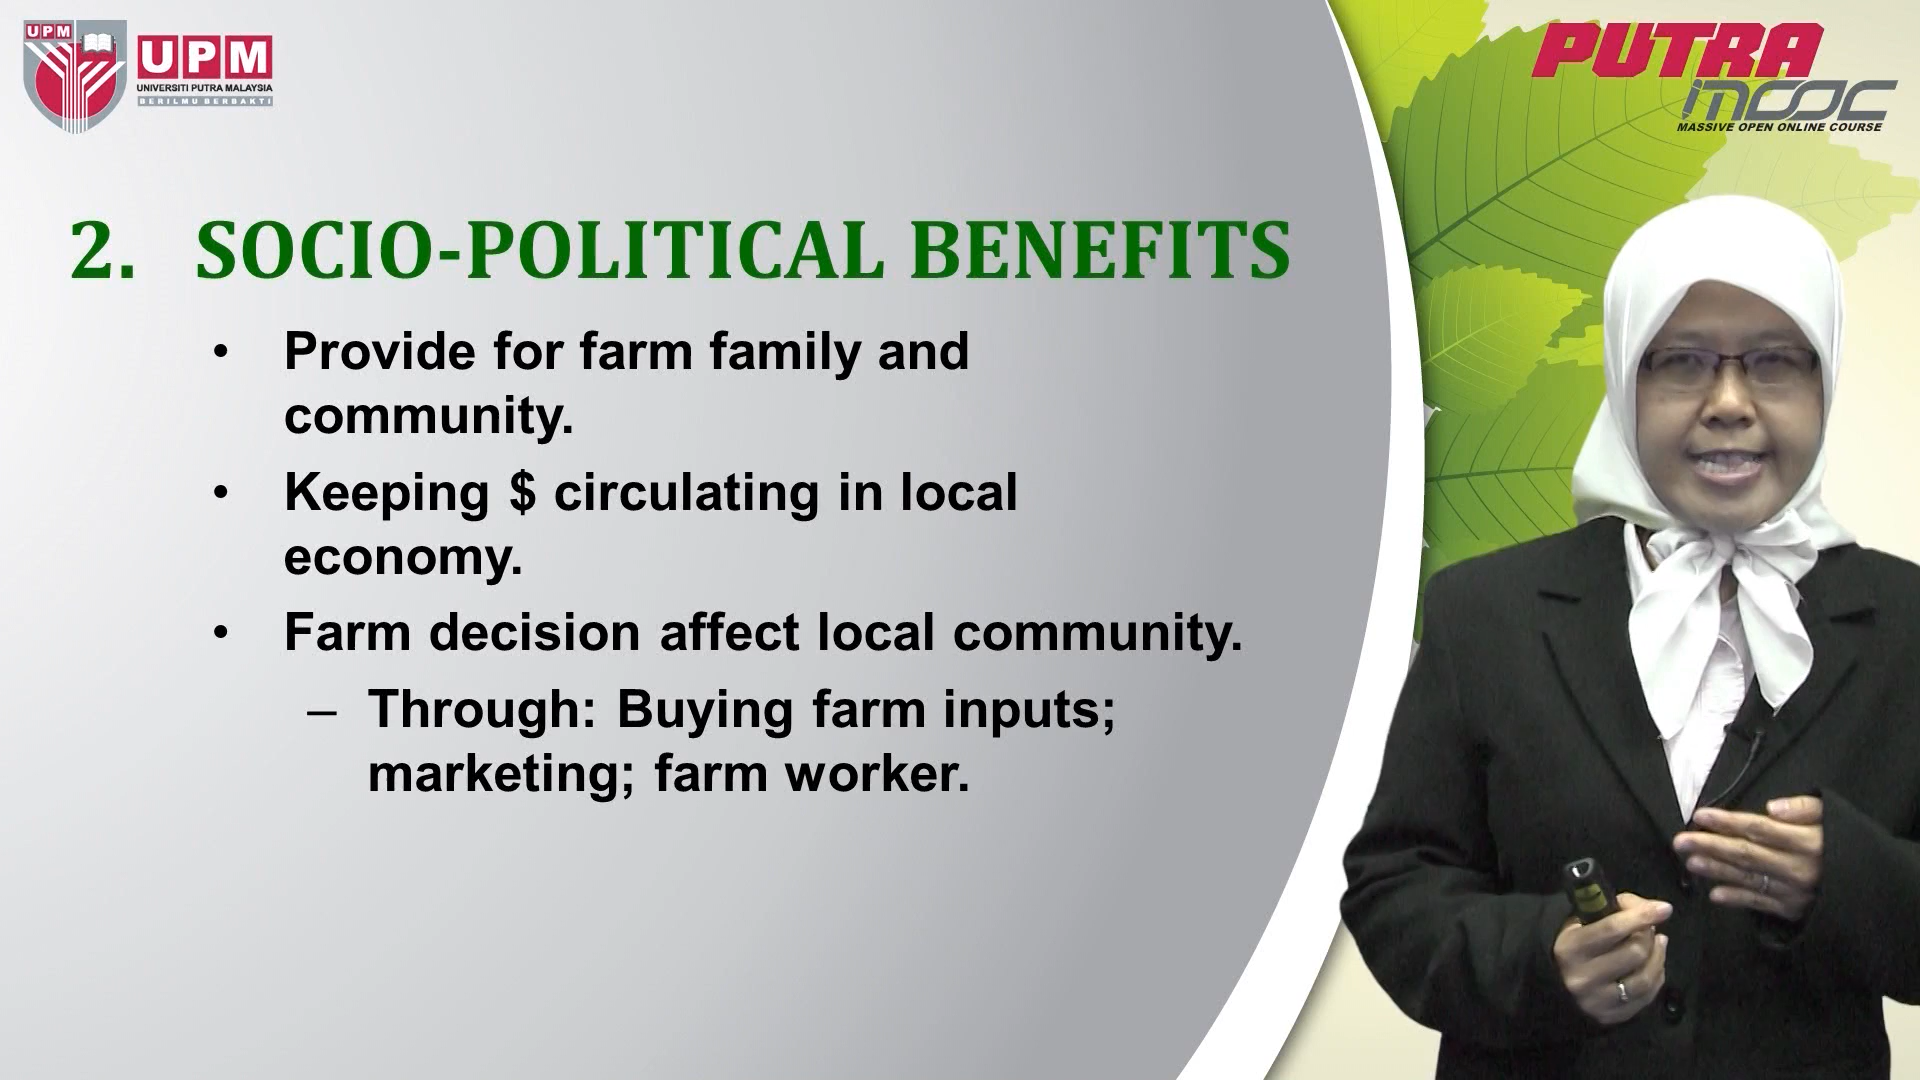 UPM
UPM
UNIVERSITI PUTRA MALAYSIA
BERILMU BERBAKTI
PUTRA
mooc
MASSIVE OPEN ONLINE COURSE
2. SOCIO-POLITICAL BENEFITS
• Provide for farm family and
community.
• Keeping $ circulating in local
economy.
• Farm decision affect local community.
– Through: Buying farm inputs;
marketing; farm worker.